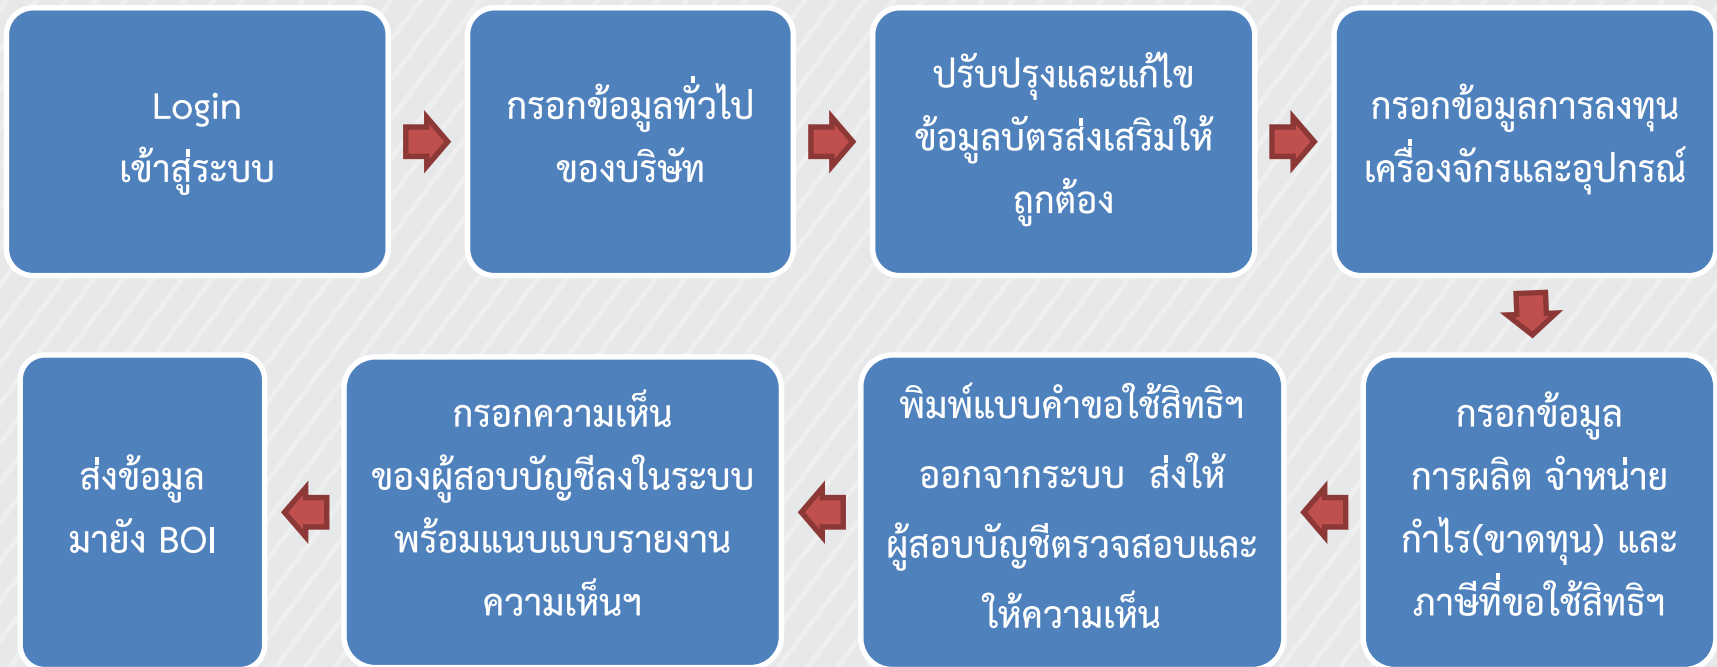 Login
เข้าสู่ระบบ
กรอกข้อมูลทั่วไป
ของบริษัท
ปรับปรุงและแก้ไข
ข้อมูลบัตรส่งเสริมให้
ถูกต้อง
กรอกข้อมูลการลงทุน
เครื่องจักรและอุปกรณ์
กรอกข้อมูล
การผลิต จำหน่าย
กำไร(ขาดทุน) และ
ภาษีที่ขอใช้สิทธิฯ
พิมพ์แบบคำขอใช้สิทธิฯ
ออกจากระบบ ส่งให้
ผู้สอบบัญชีตรวจสอบและ
ให้ความเห็น
กรอกความเห็น
ของผู้สอบบัญชีลงในระบบ
พร้อมแนบแบบรายงาน
ความเห็นฯ
ส่งข้อมูล
มายัง BOI